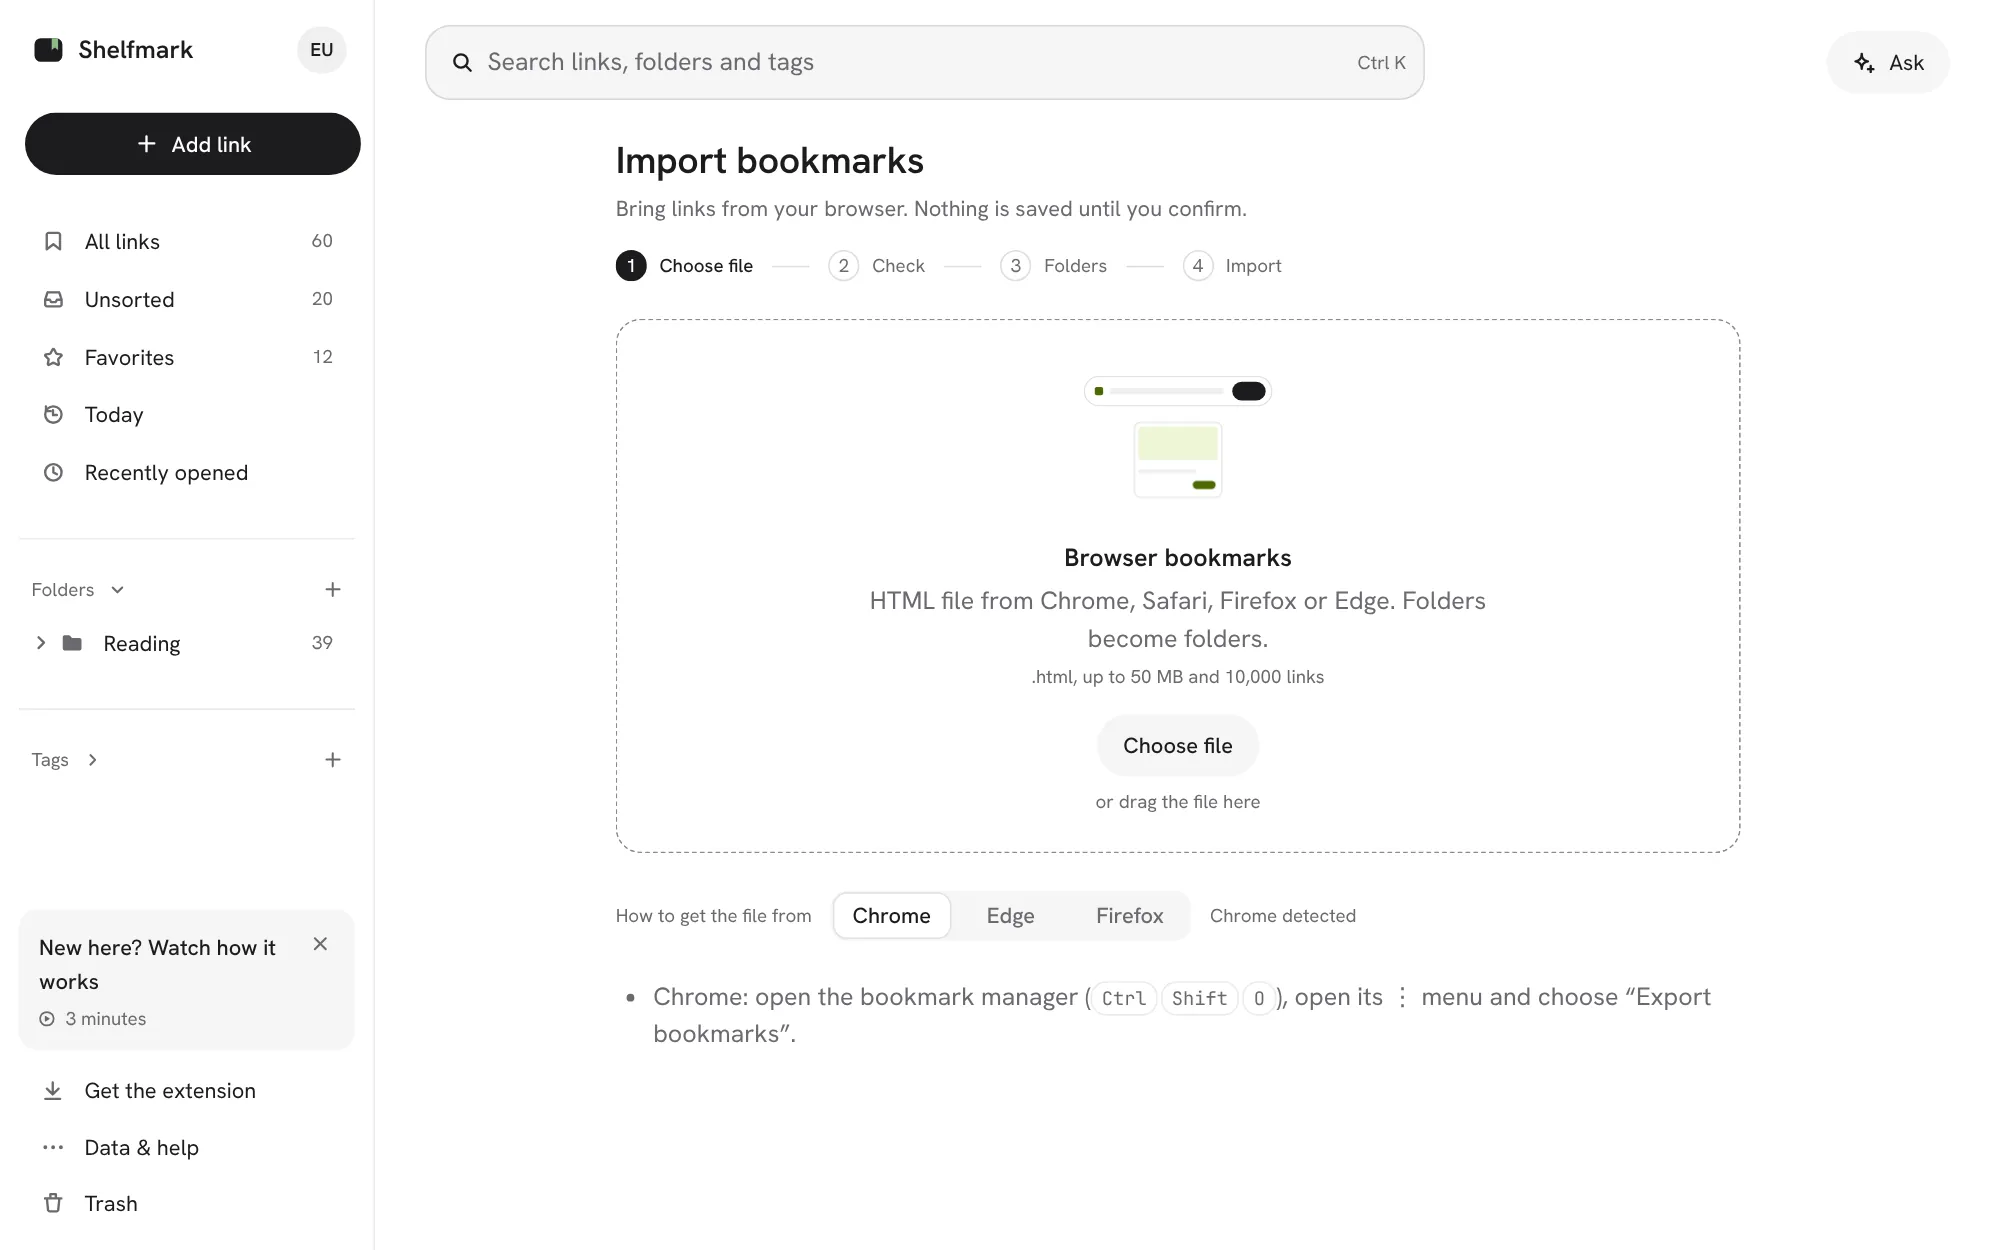 Shelfmark
EU
Add link
All links 60
Unsorted 20
Favorites 12
Today
Recently opened
Folders
Reading 39
Tags
New here? Watch how it
works
3 minutes
Get the extension
Data & help
Trash
Search links, folders and tags Ctrl K
Ask
Import bookmarks
Bring links from your browser. Nothing is saved until you confirm.
1 Choose file 2 Check 3 Folders 4 Import
Browser bookmarks
HTML file from Chrome, Safari, Firefox or Edge. Folders
become folders.
.html, up to 50 MB and 10,000 links
Choose file
or drag the file here
How to get the file from Chrome Edge Firefox Chrome detected
• Chrome: open the bookmark manager (Ctrl Shift O), open its ⋮ menu and choose “Export
bookmarks”.